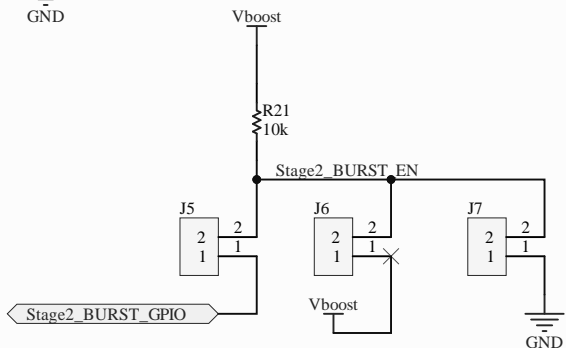 GND
Vboost
R21
10k
Stage2_BURST_EN
J5
2
1
2
1
J6
2
1
2
1
J7
2
1
2
1
Vboost
Stage2_BURST_GPIO
GND